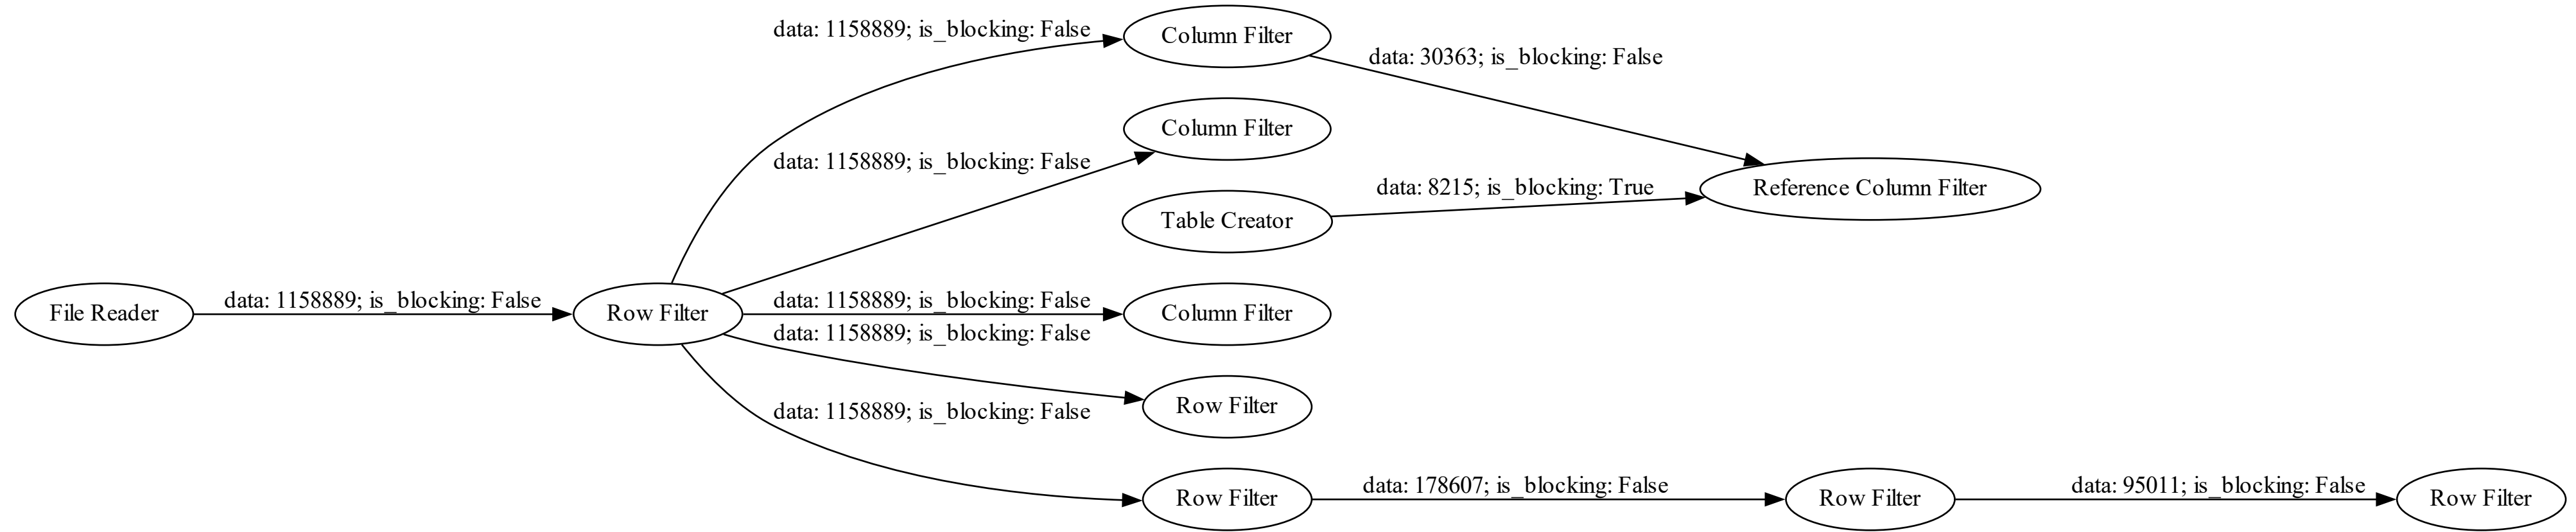 data: 1158889; is_blocking: False
Column Filter
data: 30363; is_blocking: False
data: 1158889; is_blocking: False
Column Filter
data: 8215; is_blocking: True
Reference Column Filter
Table Creator
File Reader
data: 1158889; is_blocking: False
Row Filter
data: 1158889; is_blocking: False
Column Filter
data: 1158889; is_blocking: False
Row Filter
data: 1158889; is_blocking: False
Row Filter
data: 178607; is_blocking: False
Row Filter
data: 95011; is_blocking: False
Row Filter